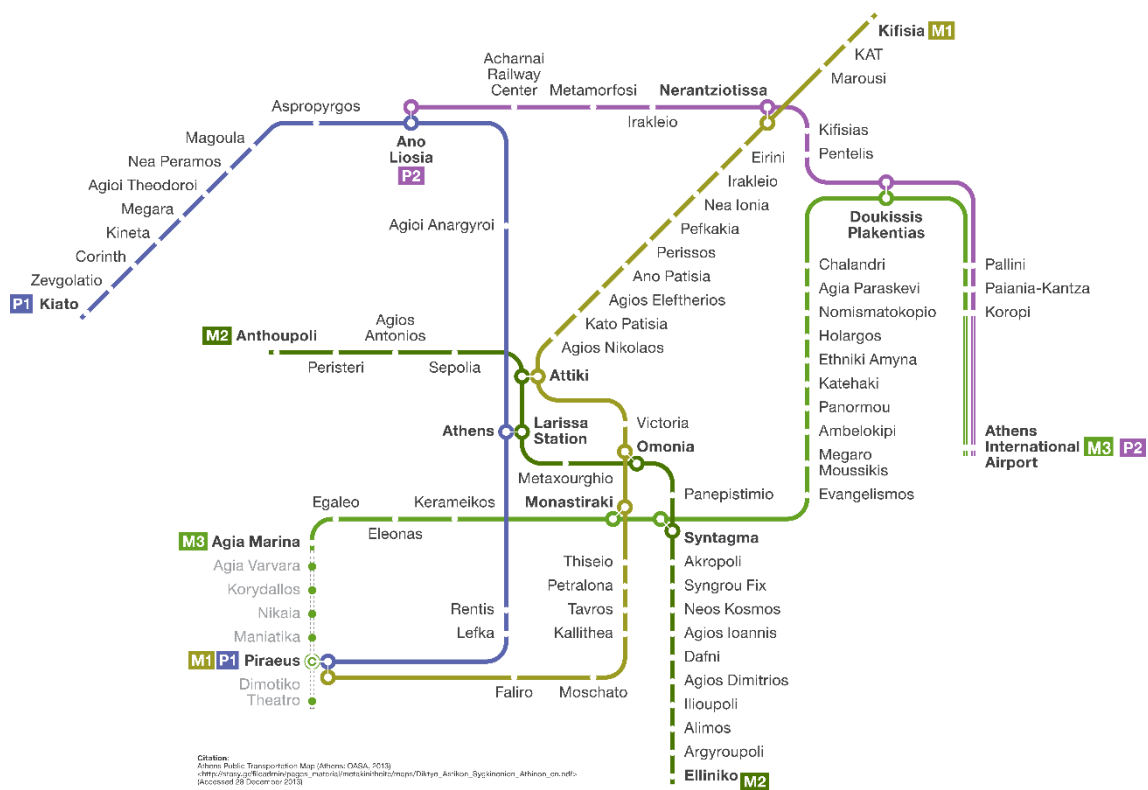 Kifisia M1
KAT
Marousi
Acharnai
Railway
Center
Metamorfosi
Nerantziotissa
Irakleio
Aspropyrgos
Magoula
Nea Peramos
Agioi Theodoroi
Megara
Kineta
Corinth
Zevgolatio
P1 Kiato
Ano
Liosia
P2
Agioi Anargyroi
Kifisias
Pentelis
Eirini
Irakleio
Nea Ionia
Pefkakia
Perissos
Ano Patisia
Agios Eleftherios
Kato Patisia
Agios Nikolaos
Doukissis
Plakentias
Chalandri
Agia Paraskevi
Nomismatokopio
Holargos
Ethniki Amyna
Katehaki
Panormou
Ambelokipi
Megaro
Moussikis
Evangelismos
Pallini
Paiania-Kantza
Koropi
Athens
International M3 P2
Airport
M2 Anthoupoli
Agios
Antonios
Peristeri
Sepolia
Attiki
Athens
Larissa
Station
Victoria
Omonia
Metaxourghio
Monastiraki
Panepistimio
Egaleo
Kerameikos
Eleonas
M3 Agia Marina
Agia Varvara
Korydallos
Nikaia
Maniatika
M1 P1 Piraeus C
Dimotiko
Theatro
Rentis
Lefka
Thiseio
Petralona
Tavros
Kallithea
Faliro
Moschato
Syntagma
Akropoli
Syngrou Fix
Neos Kosmos
Agios Ioannis
Dafni
Agios Dimitrios
Ilioupoli
Alimos
Argyroupoli
Elliniko M2
Citation:
Athens Public Transportation Map (Athens: OASA, 2013)
(Accessed 28 December 2013)